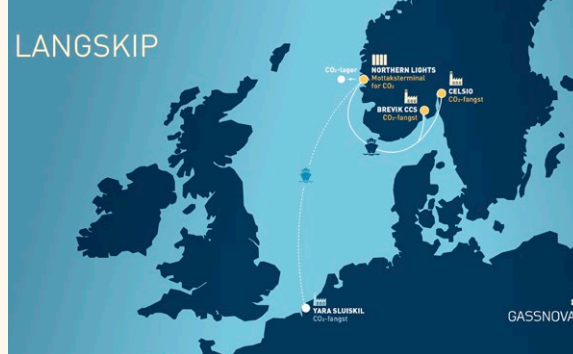 LANGSKIP
CO₂-lager
NORTHERN LIGHTS
Mottaksterminal
for CO₂
CELSIO
CO₂-fangst
BREVIK CCS
CO₂-fangst
YARA SLUISKIL
CO₂-fangst
GASSNOVA